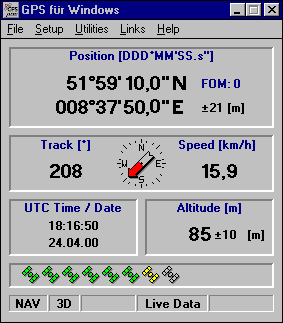 GPS für Windows
File Setup Utilities Links Help
Position [DDD°MM'SS.s"]
51°59'10,0"N FOM: 0
008°37'50,0"E ±21 [m]
Track [°] Speed [km/h]
N
W E
S
208 15,9
UTC Time / Date Altitude [m]
18:16:50
24.04.00
85 ±10 [m]
NAV 3D Live Data